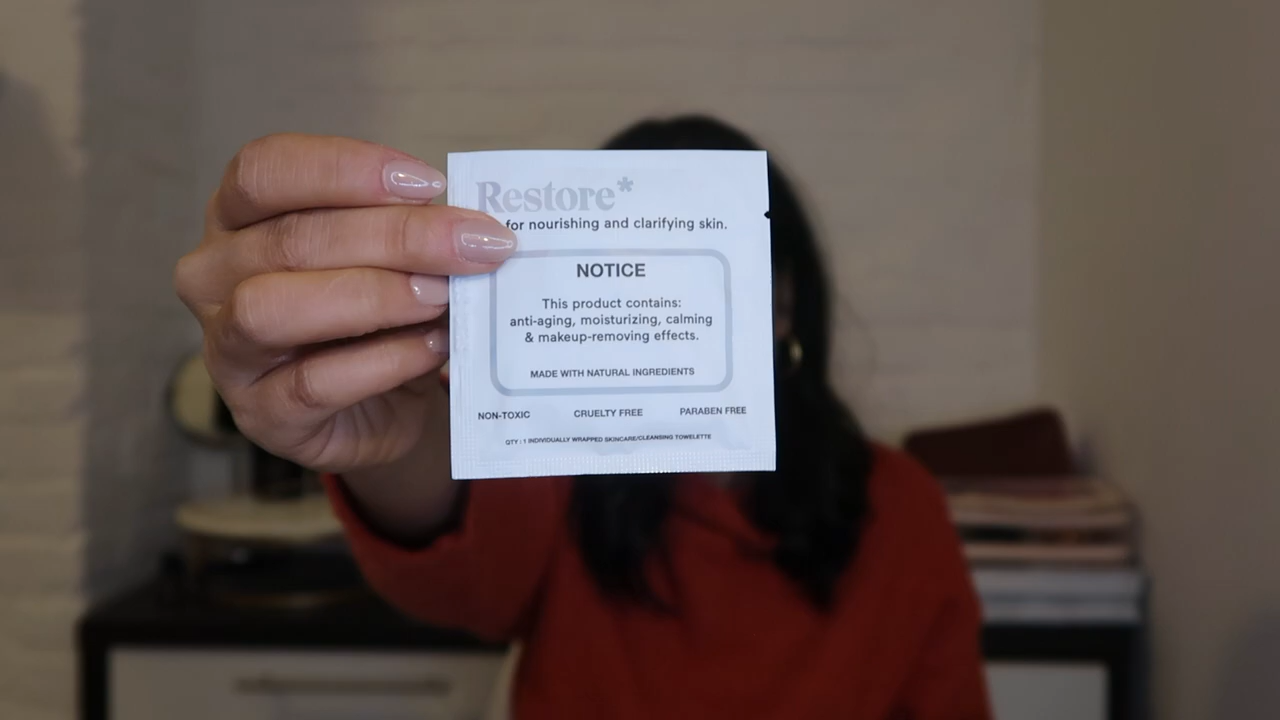 Restore*
for nourishing and clarifying skin.
NOTICE
This product contains:
anti-aging, moisturizing, calming
& makeup-removing effects.
MADE WITH NATURAL INGREDIENTS
NON-TOXIC CRUELTY FREE PARABEN FREE
QTY : 1 INDIVIDUALLY WRAPPED SKINCARE/CLEANSING TOWELETTE